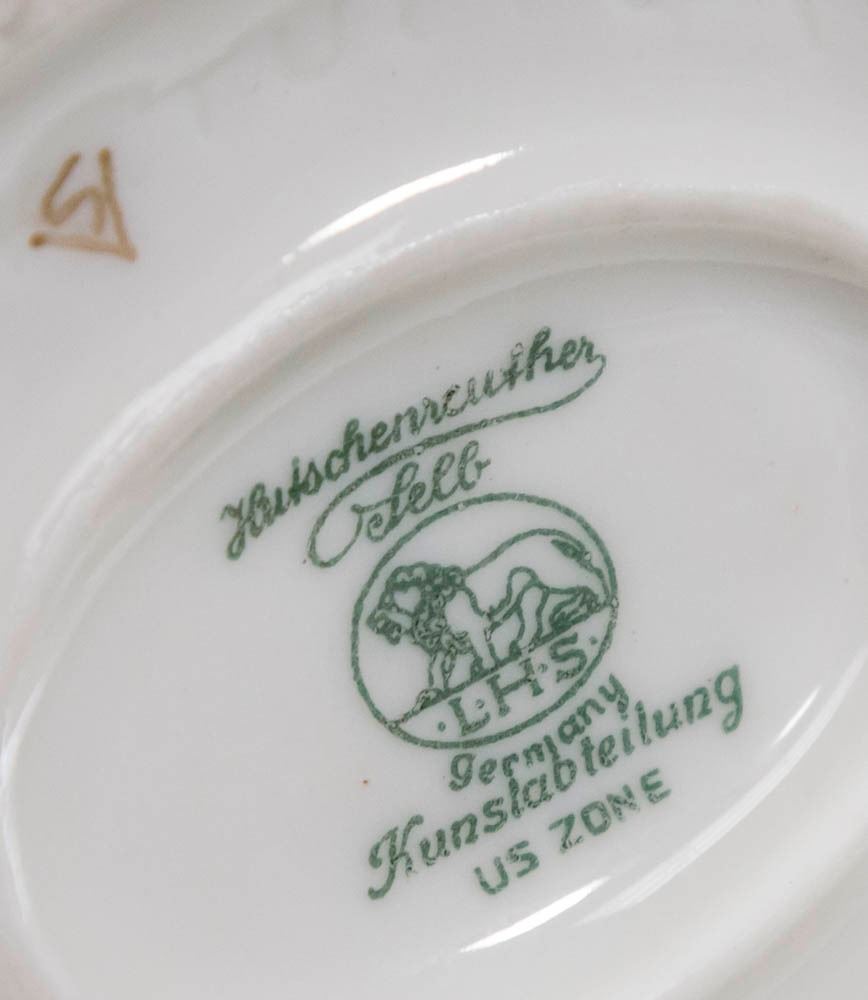 Hutschenreuther
Selb
·L·H·S·
Germany
Kunstabteilung
US ZONE